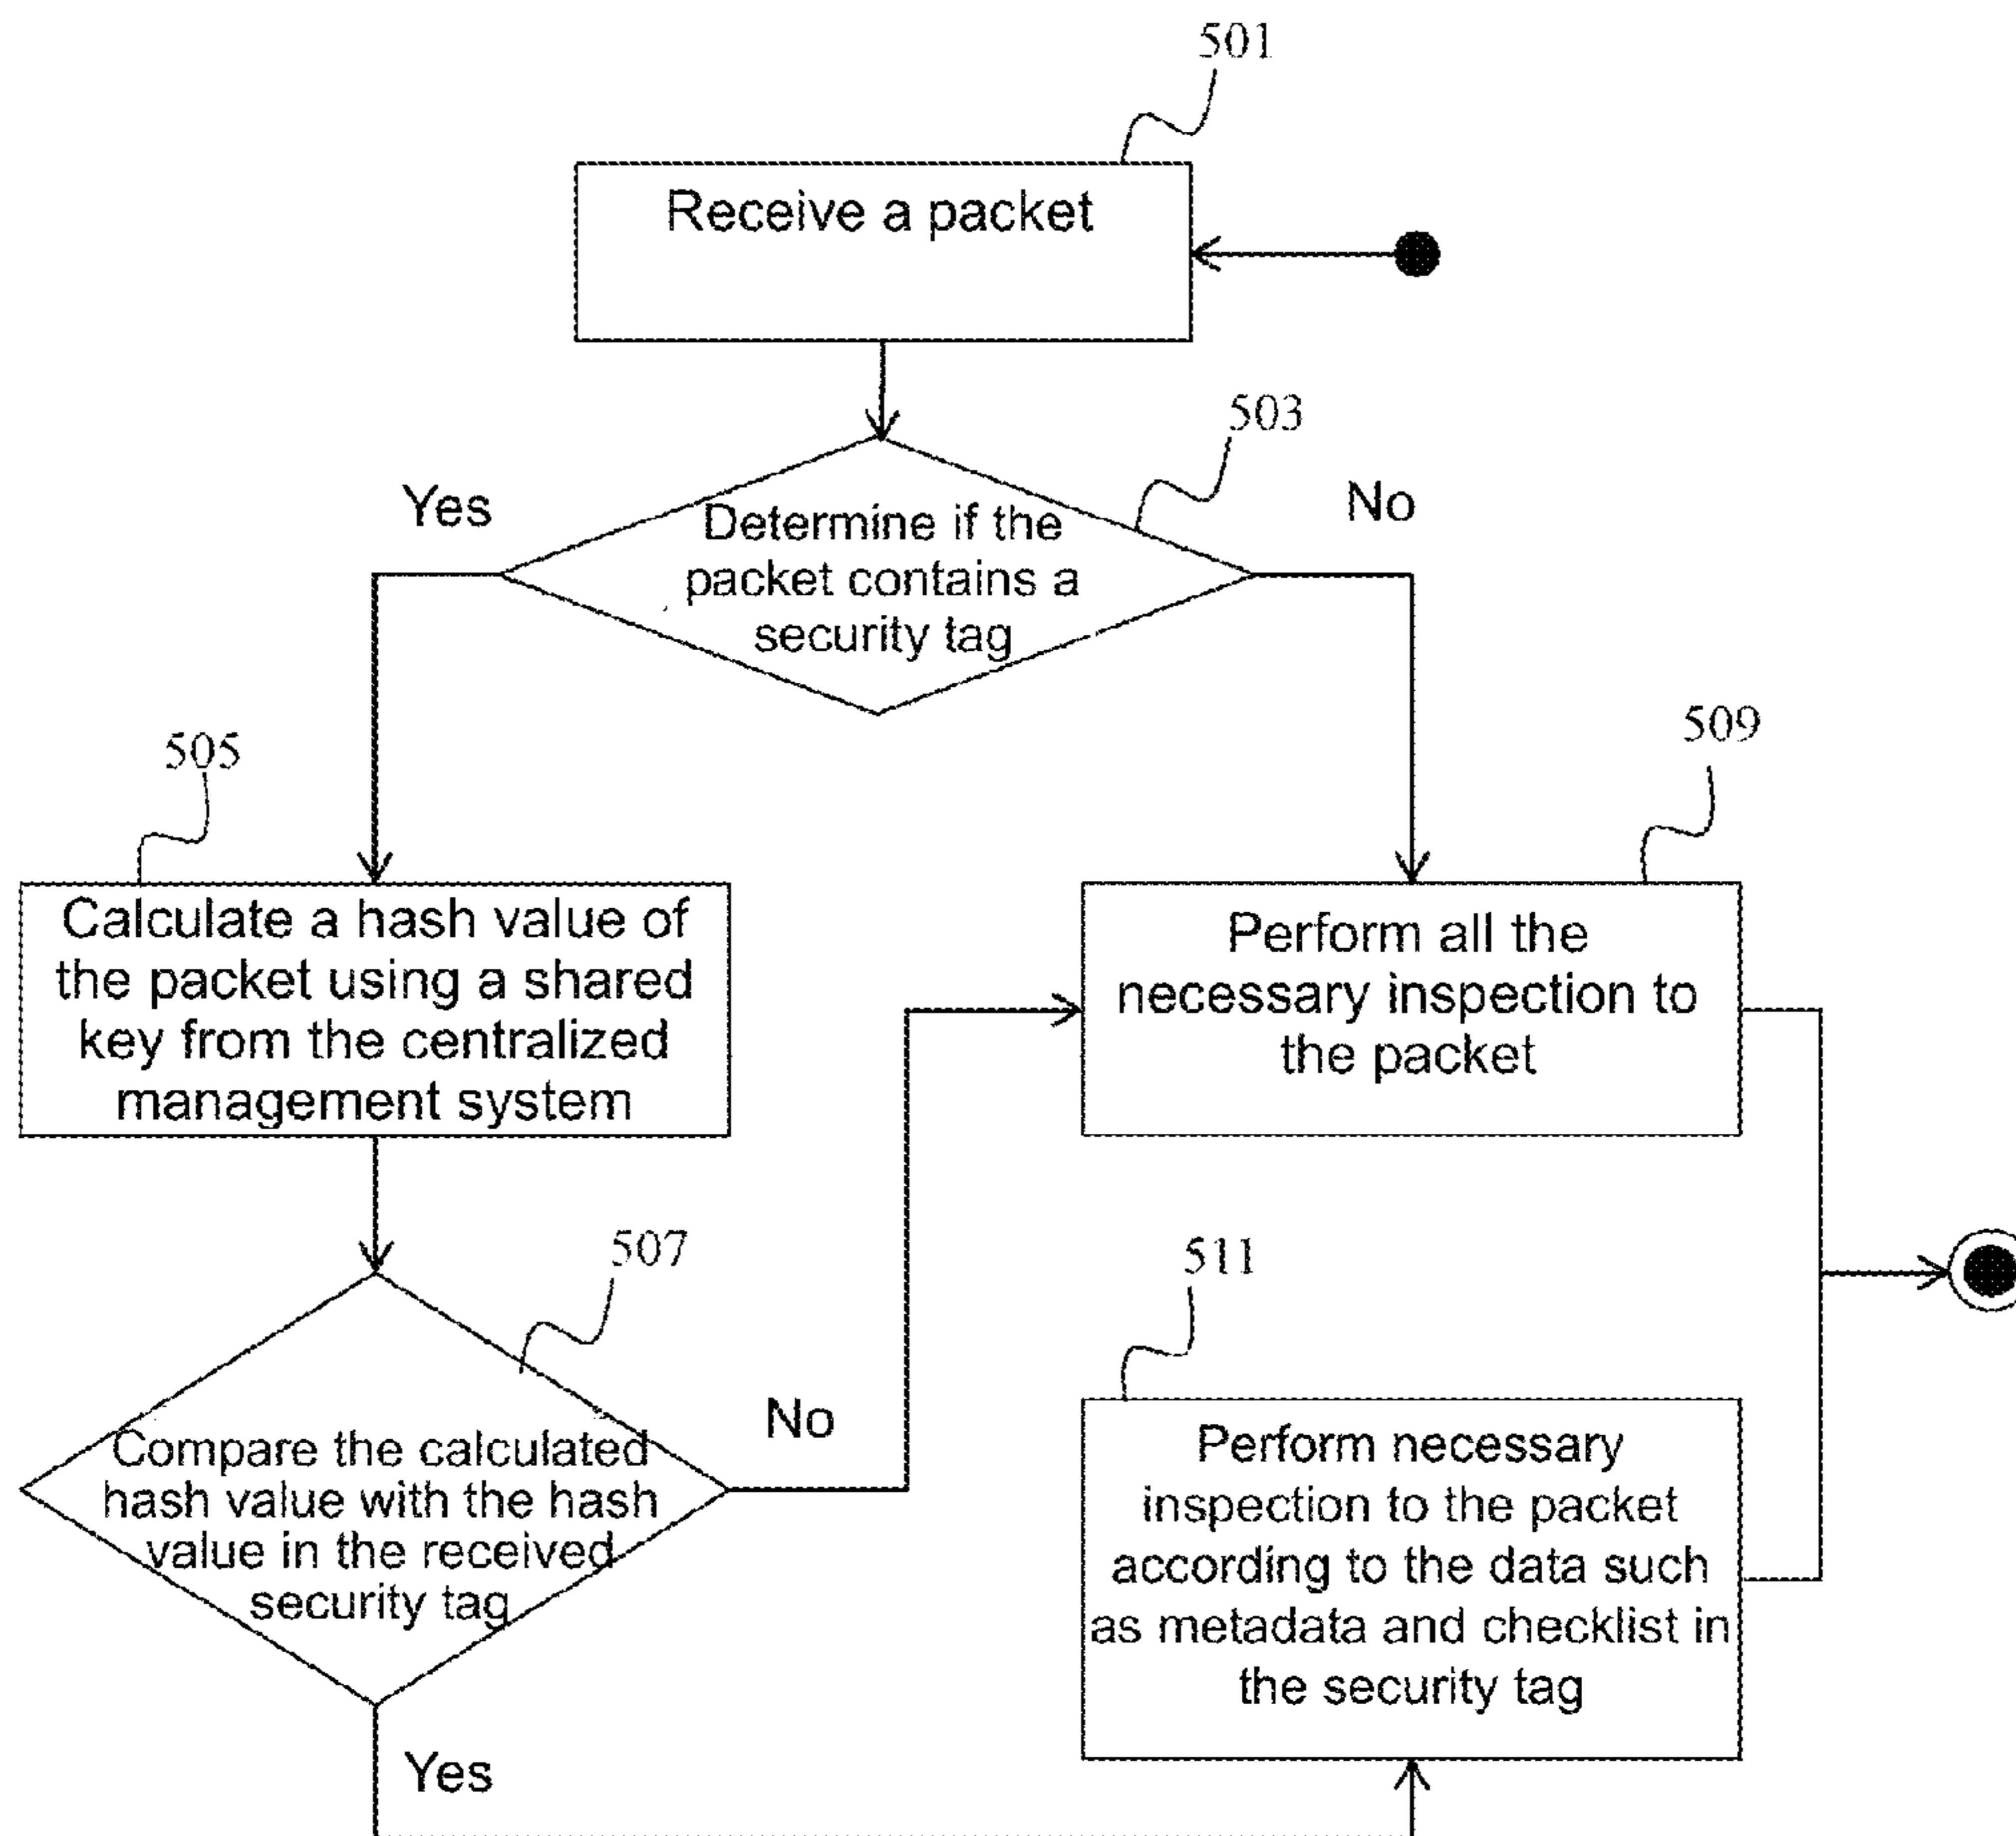 501
Receive a packet
503
Yes
No
Determine if the
packet contains a
security tag
505
509
Calculate a hash value of
the packet using a shared
key from the centralized
management system
Perform all the
necessary inspection to
the packet
507
511
No
Compare the calculated
hash value with the hash
value in the received
security tag
Perform necessary
inspection to the packet
according to the data such
as metadata and checklist in
the security tag
Yes